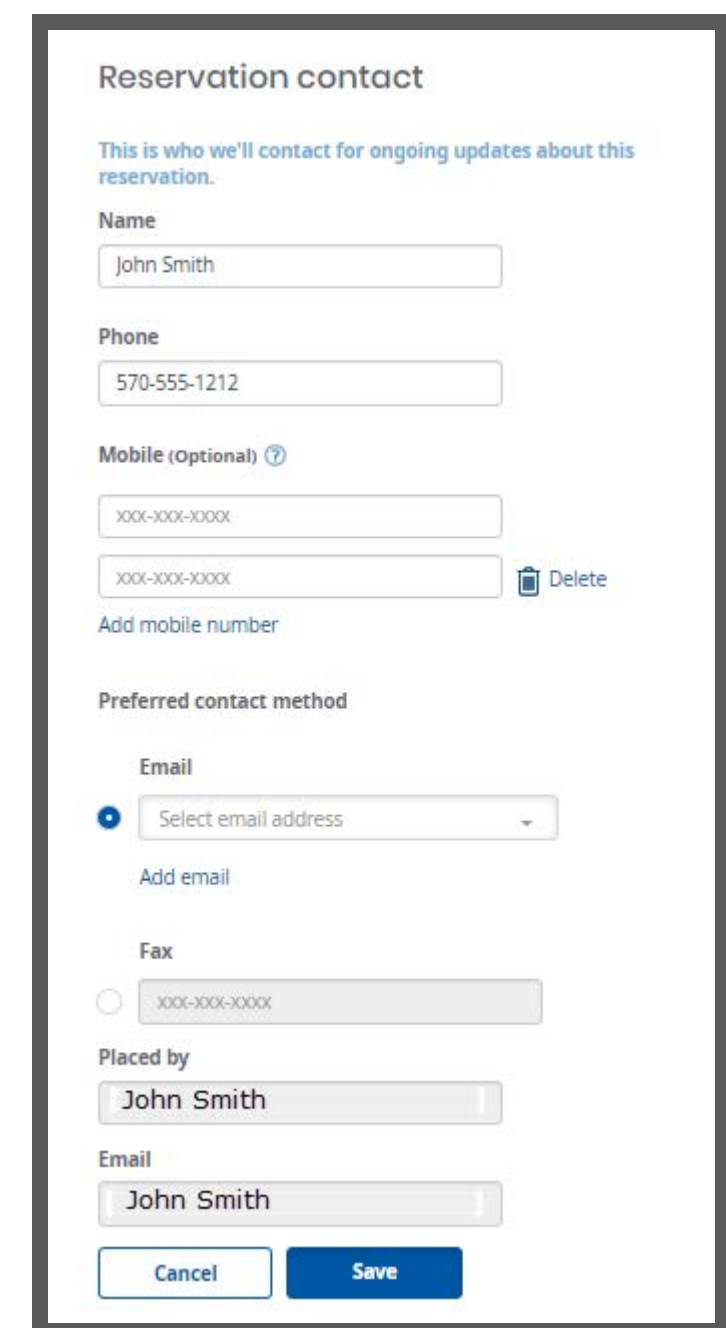 Reservation contact
This is who we'll contact for ongoing updates about this
reservation.
Name
John Smith
Phone
570-555-1212
Mobile (Optional) ?
xxx-xxx-xxxx
xxx-xxx-xxxx Delete
Add mobile number
Preferred contact method
Email
Select email address
Add email
Fax
xxx-xxx-xxxx
Placed by
John Smith
Email
John Smith
Cancel Save